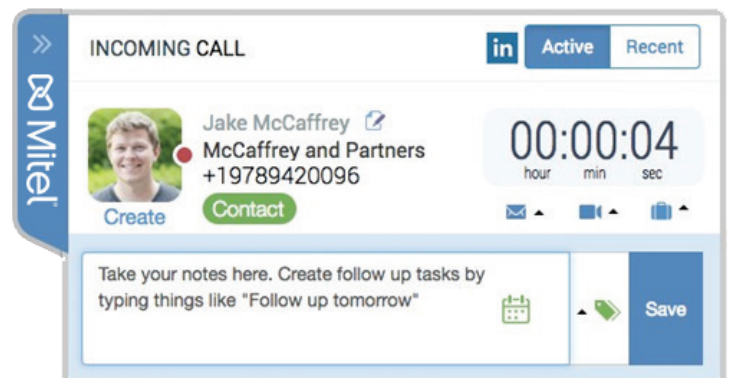 INCOMING CALL
in
Active
Recent
Mitel
Jake McCaffrey
McCaffrey and Partners
+19789420096
Create
Contact
00:00:04
hour min sec
Take your notes here. Create follow up tasks by
typing things like "Follow up tomorrow"
Save